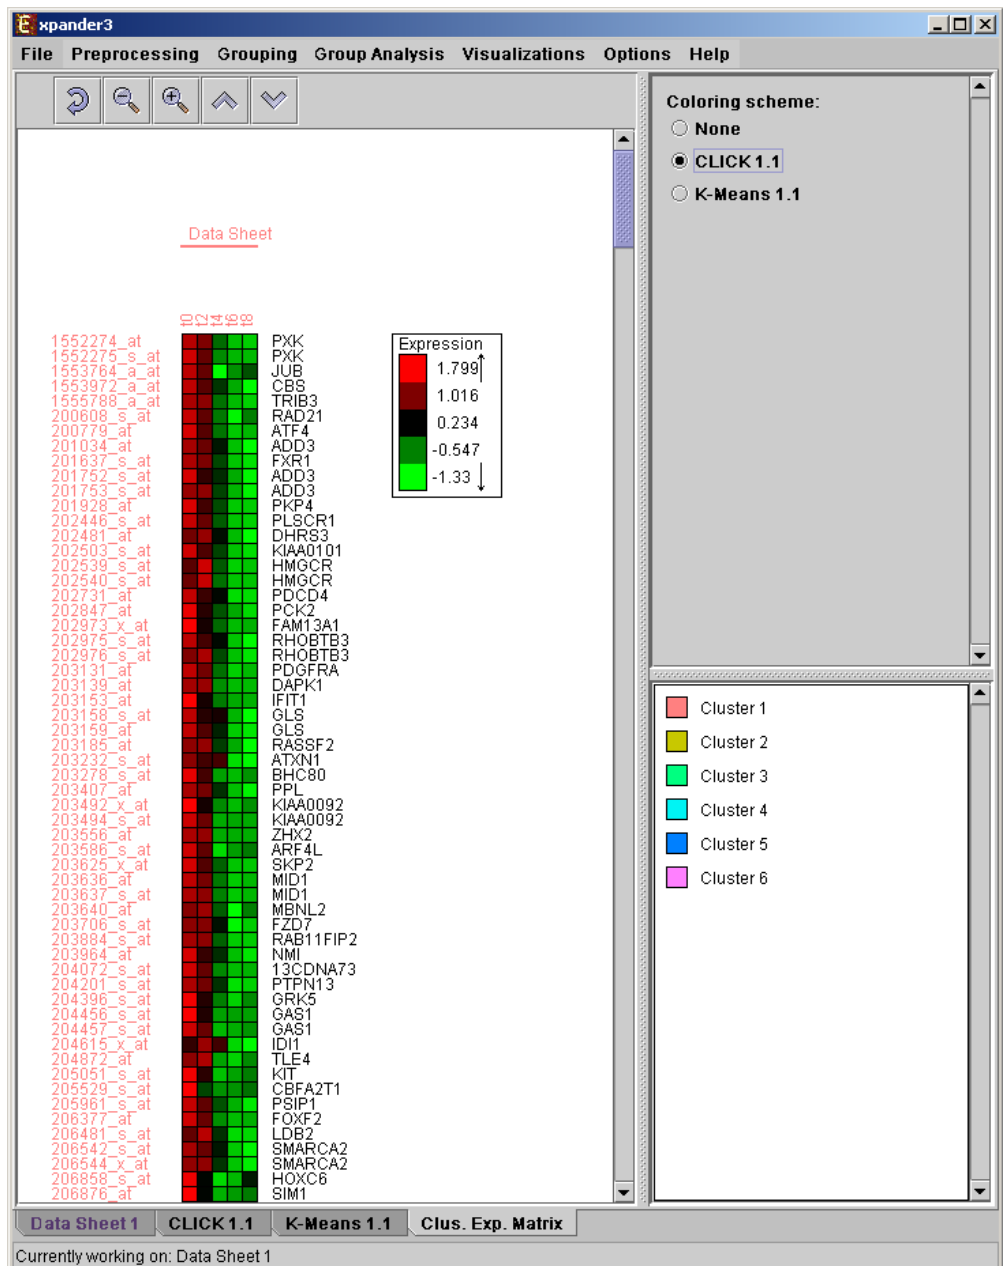 xpander3
File Preprocessing Grouping Group Analysis Visualizations Options Help
Coloring scheme:
None
CLICK 1.1
K-Means 1.1
Data Sheet
t0 t2 t4 t6 t8
1552274_at PXK
1552275_s_at PXK
1553764_a_at JUB
1553972_a_at CBS
1555788_a_at TRIB3
200608_s_at RAD21
200779_at ATF4
201034_at ADD3
201637_s_at FXR1
201752_s_at ADD3
201753_s_at ADD3
201928_at PKP4
202446_s_at PLSCR1
202481_at DHRS3
202503_s_at KIAA0101
202539_s_at HMGCR
202540_s_at HMGCR
202731_at PDCD4
202847_at PCK2
202973_x_at FAM13A1
202975_s_at RHOBTB3
202976_s_at RHOBTB3
203131_at PDGFRA
203139_at DAPK1
203153_at IFIT1
203158_s_at GLS
203159_at GLS
203185_at RASSF2
203232_s_at ATXN1
203278_s_at BHC80
203407_at PPL
203492_x_at KIAA0092
203494_s_at KIAA0092
203556_at ZHX2
203586_s_at ARF4L
203625_x_at SKP2
203636_at MID1
203637_s_at MID1
203640_at MBNL2
203706_s_at FZD7
203884_s_at RAB11FIP2
203964_at NMI
204072_s_at 13CDNA73
204201_s_at PTPN13
204396_s_at GRK5
204456_s_at GAS1
204457_s_at GAS1
204615_x_at IDI1
204872_at TLE4
205051_s_at KIT
205529_s_at CBFA2T1
205961_s_at PSIP1
206377_at FOXF2
206481_s_at LDB2
206542_s_at SMARCA2
206544_x_at SMARCA2
206858_s_at HOXC6
206876_at SIM1
Expression
1.799
1.016
0.234
-0.547
-1.33
Cluster 1
Cluster 2
Cluster 3
Cluster 4
Cluster 5
Cluster 6
Data Sheet 1 CLICK 1.1 K-Means 1.1 Clus. Exp. Matrix
Currently working on: Data Sheet 1